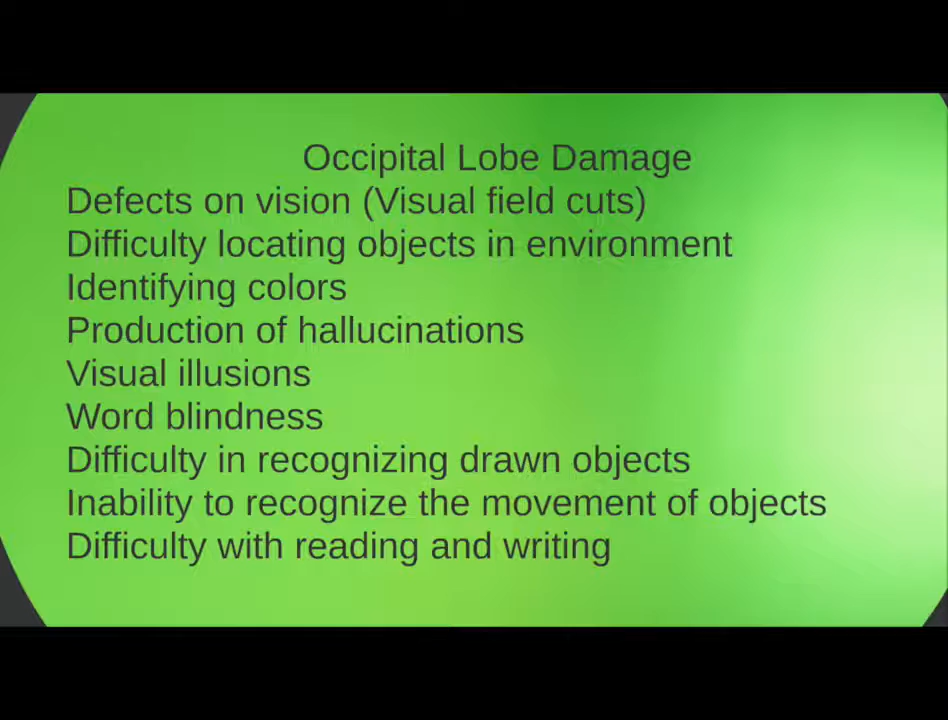 Occipital Lobe Damage
Defects on vision (Visual field cuts)
Difficulty locating objects in environment
Identifying colors
Production of hallucinations
Visual illusions
Word blindness
Difficulty in recognizing drawn objects
Inability to recognize the movement of objects
Difficulty with reading and writing